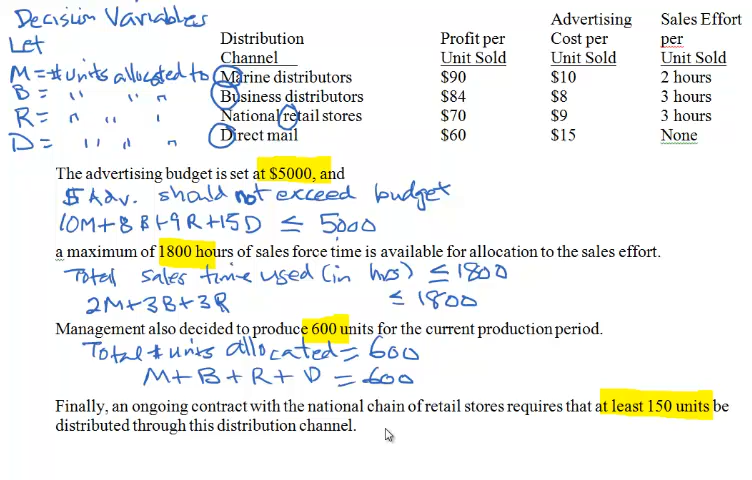 Decision Variables
Let
M = # units allocated to
B = " " "
R = " " "
D = " " "
Advertising Sales Effort
Distribution Profit per Cost per per
Channel Unit Sold Unit Sold Unit Sold
Marine distributors $90 $10 2 hours
Business distributors $84 $8 3 hours
National retail stores $70 $9 3 hours
Direct mail $60 $15 None
The advertising budget is set at $5000, and
$ Adv. should not exceed budget
10M + 8B + 9R + 15D ≤ 5000
a maximum of 1800 hours of sales force time is available for allocation to the sales effort.
Total sales time used (in hrs) ≤ 1800
2M + 3B + 3R ≤ 1800
Management also decided to produce 600 units for the current production period.
Total # units allocated = 600
M + B + R + D = 600
Finally, an ongoing contract with the national chain of retail stores requires that at least 150 units be
distributed through this distribution channel.